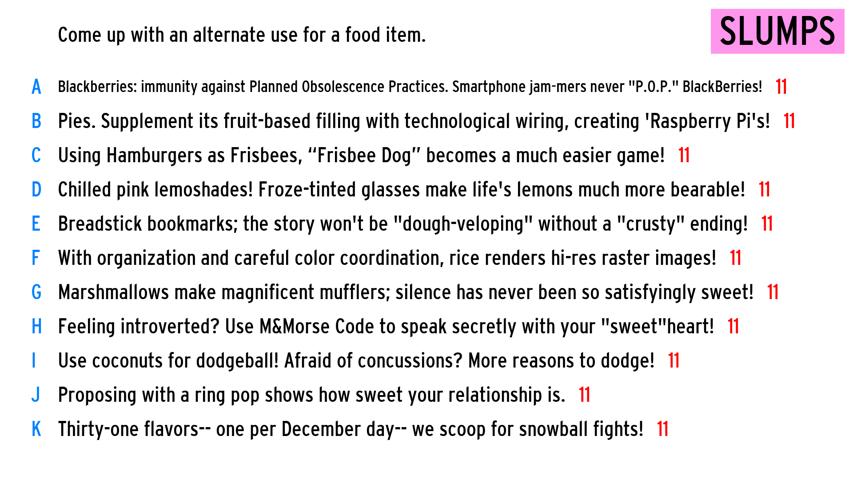 Come up with an alternate use for a food item.
SLUMPS
A Blackberries: immunity against Planned Obsolescence Practices. Smartphone jam-mers never "P.O.P." BlackBerries! 11
B Pies. Supplement its fruit-based filling with technological wiring, creating 'Raspberry Pi's! 11
C Using Hamburgers as Frisbees, “Frisbee Dog” becomes a much easier game! 11
D Chilled pink lemoshades! Froze-tinted glasses make life's lemons much more bearable! 11
E Breadstick bookmarks; the story won't be "dough-veloping" without a "crusty" ending! 11
F With organization and careful color coordination, rice renders hi-res raster images! 11
G Marshmallows make magnificent mufflers; silence has never been so satisfyingly sweet! 11
H Feeling introverted? Use M&Morse Code to speak secretly with your "sweet"heart! 11
I Use coconuts for dodgeball! Afraid of concussions? More reasons to dodge! 11
J Proposing with a ring pop shows how sweet your relationship is. 11
K Thirty-one flavors-- one per December day-- we scoop for snowball fights! 11